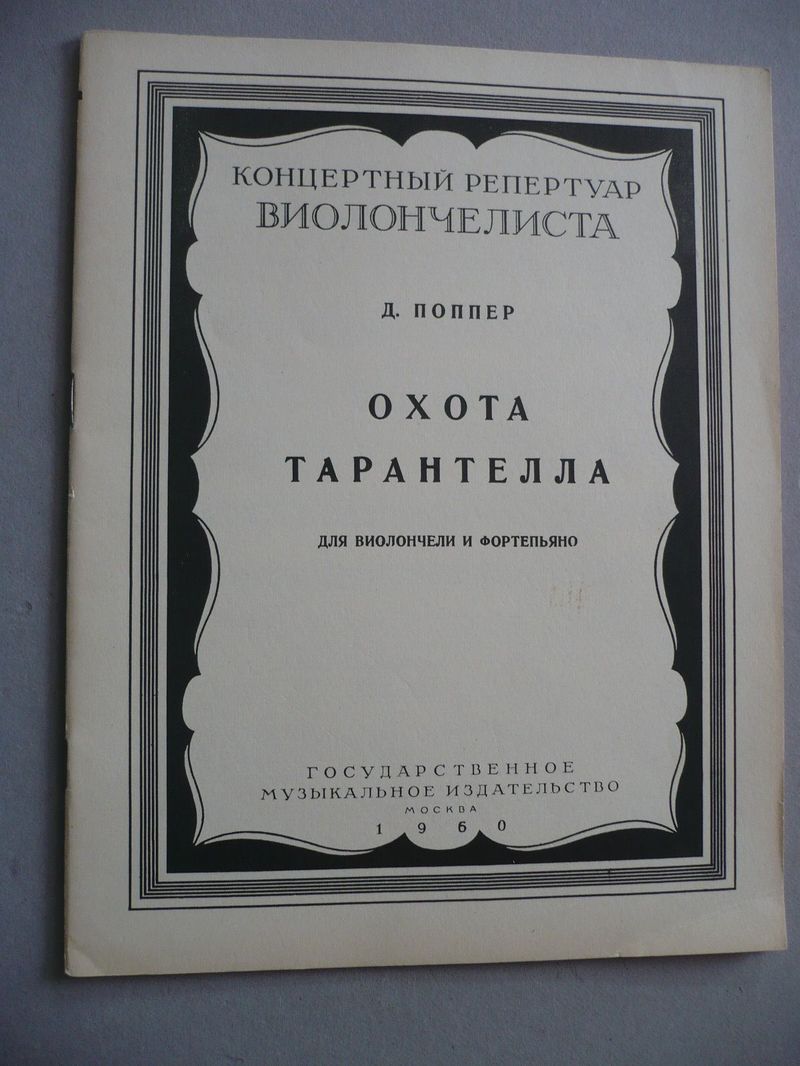 КОНЦЕРТНЫЙ РЕПЕРТУАР
ВИОЛОНЧЕЛИСТА
Д. ПОППЕР
ОХОТА
ТАРАНТЕЛЛА
ДЛЯ ВИОЛОНЧЕЛИ И ФОРТЕПЬЯНО
ГОСУДАРСТВЕННОЕ
МУЗЫКАЛЬНОЕ ИЗДАТЕЛЬСТВО
МОСКВА
1960